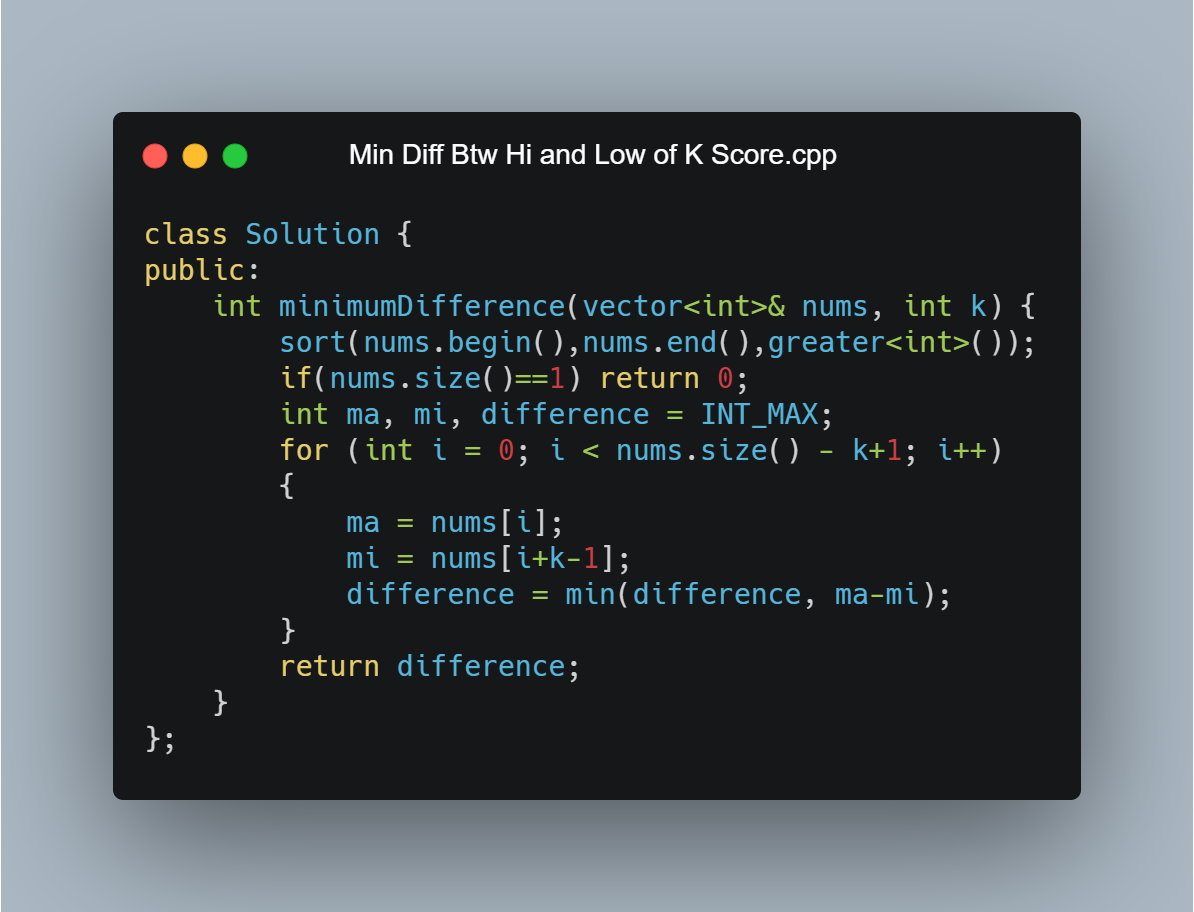 Min Diff Btw Hi and Low of K Score.cpp
class Solution {
public:
    int minimumDifference(vector<int>& nums, int k) {
        sort(nums.begin(),nums.end(),greater<int>());
        if(nums.size()==1) return 0;
        int ma, mi, difference = INT_MAX;
        for (int i = 0; i < nums.size() - k+1; i++)
        {
            ma = nums[i];
            mi = nums[i+k-1];
            difference = min(difference, ma-mi);
        }
        return difference;
    }
};